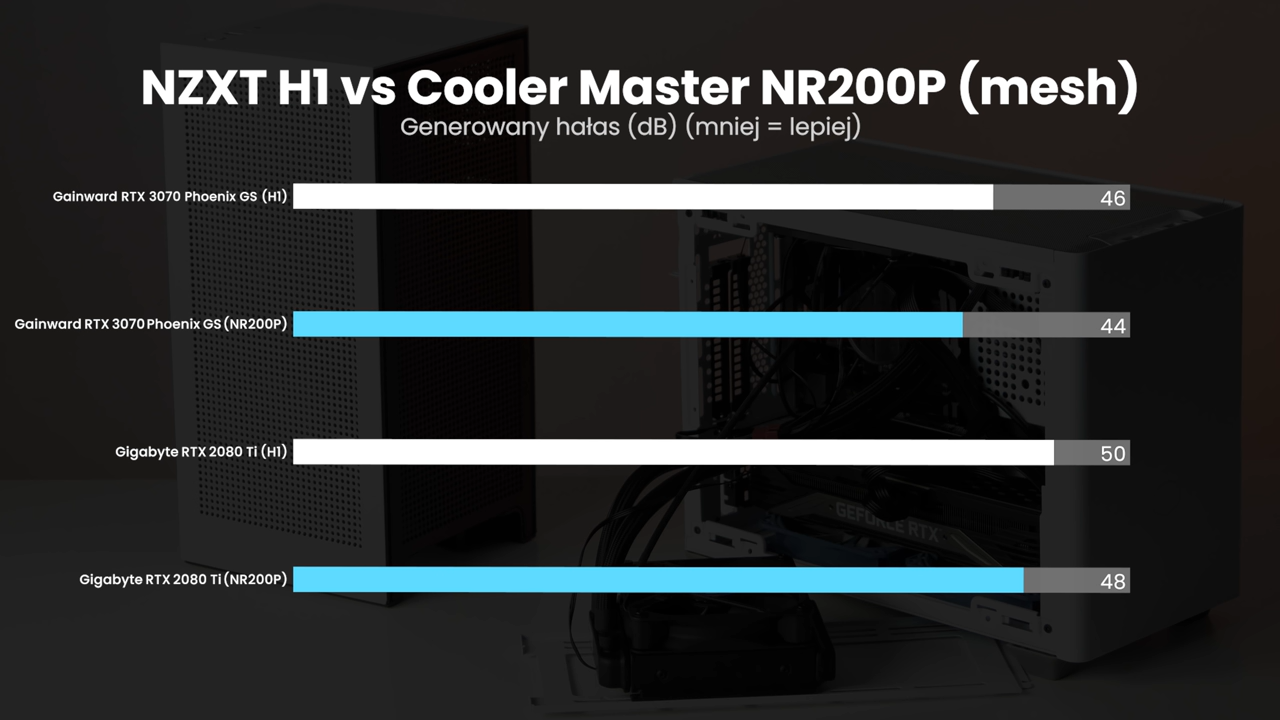 NZXT H1 vs Cooler Master NR200P (mesh)
Generowany hałas (dB) (mniej = lepiej)
Gainward RTX 3070 Phoenix GS (H1) 46
Gainward RTX 3070 Phoenix GS (NR200P) 44
Gigabyte RTX 2080 Ti (H1) 50
GEFORCE RTX
Gigabyte RTX 2080 Ti (NR200P) 48